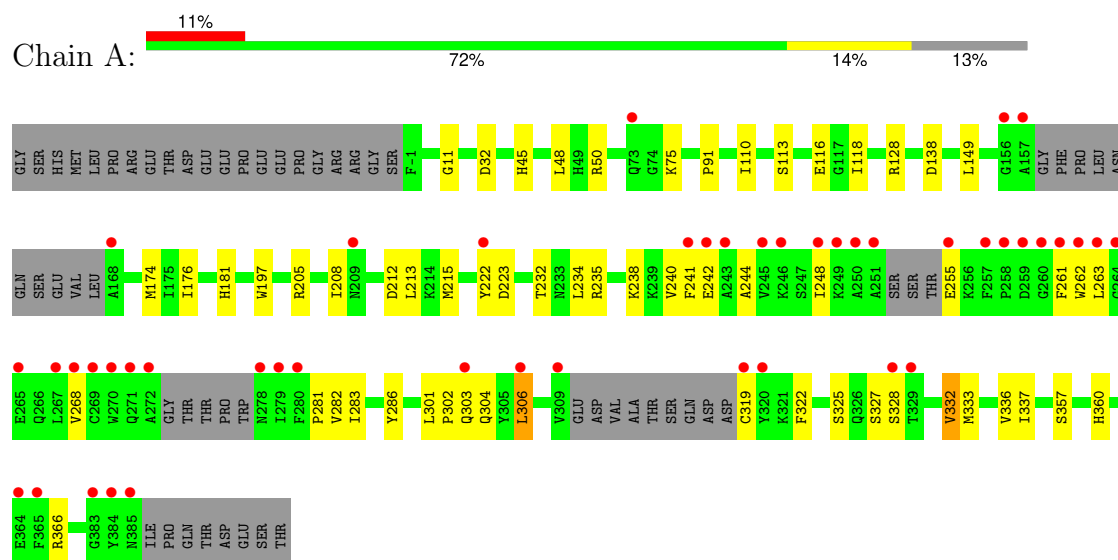 11%
Chain A:
72% 14% 13%
GLY SER HIS MET LEU PRO ARG GLU THR ASP GLU GLU PRO GLU GLU PRO GLY ARG ARG GLY SER F-1 G11 D32 H45 L48 H49 R50 Q73 G74 K75 P91 I110 S113 E116 G117 I118 R128 D138 L149 G156 A157 GLY PHE PRO LEU ASN
GLN SER GLU VAL LEU A168 M174 I175 I176 H181 W197 R205 I208 N209 D212 L213 K214 M215 Y222 D223 T232 N233 L234 R235 K238 K239 V240 F241 E242 A243 A244 V245 K246 S247 I248 K249 A250 A251 SER SER THR E255 K256 F257 P258 D259 G260 F261 W262 L263
E265 Q266 L267 V268 C269 W270 Q271 A272 GLY THR THR PRO TRP N278 I279 F280 P281 V282 I283 Y286 L301 P302 Q303 Q304 Y305 L306 V309 GLU ASP VAL ALA THR SER GLN ASP ASP C319 Y320 K321 F322 S325 Q326 S327 S328 T329 V332 M333 V336 I337 S357 H360
E364 F365 R366 G383 Y384 N385 ILE PRO GLN THR ASP GLU SER THR